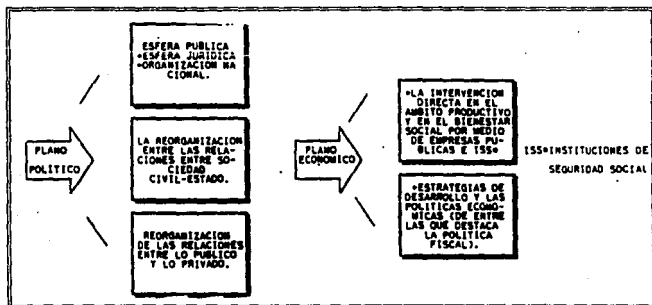 PLANO
POLITICO
ESFERA PUBLICA
*ESFERA JURIDICA
*ORGANIZACION NA
CIONAL.
LA REORGANIZACION
ENTRE LAS RELA-
CIONES ENTRE SO-
CIEDAD
CIVIL-ESTADO.
REORGANIZACION
DE LAS RELACIONES
ENTRE LO PUBLICO
Y LO PRIVADO.
PLANO
ECONOMICO
*LA INTERVENCION
DIRECTA EN EL
AMBITO PRODUCTIVO
Y EN EL BIENESTAR
SOCIAL POR MEDIO
DE EMPRESAS PU-
BLICAS E ISS*
*ESTRATEGIAS DE
DESARROLLO Y LAS
POLITICAS ECONO-
MICAS (DE ENTRE
LAS QUE DESTACA
LA POLITICA
FISCAL).
ISS=INSTITUCIONES DE
SEGURIDAD SOCIAL